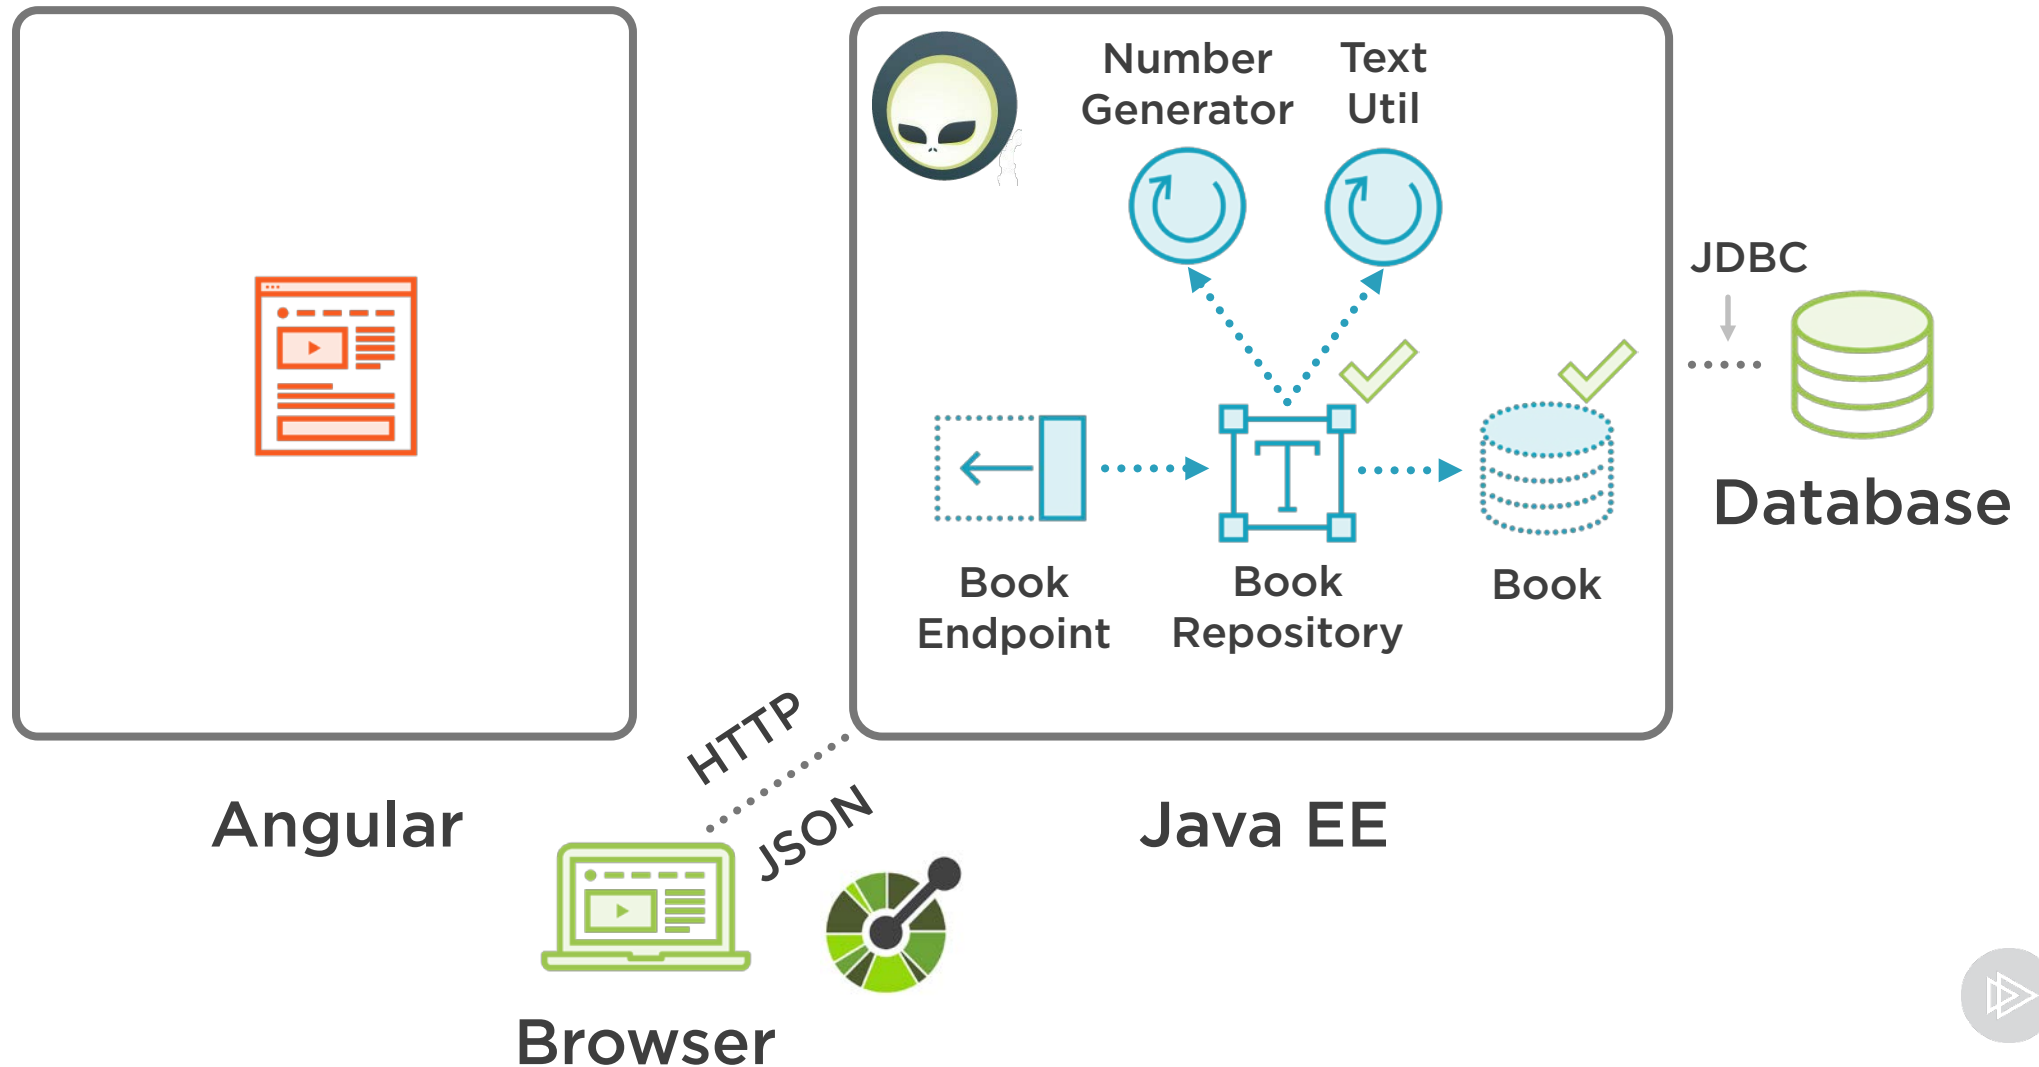 Number
Generator
Text
Util
JDBC
Database
Book
Endpoint
Book
Repository
Book
HTTP
JSON
Angular
Java EE
Browser